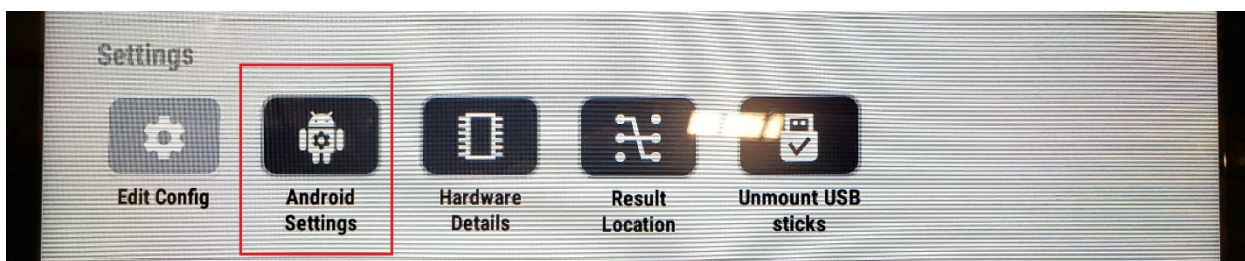 Settings
Edit Config
Android
Settings
Hardware
Details
Result
Location
Unmount USB
sticks